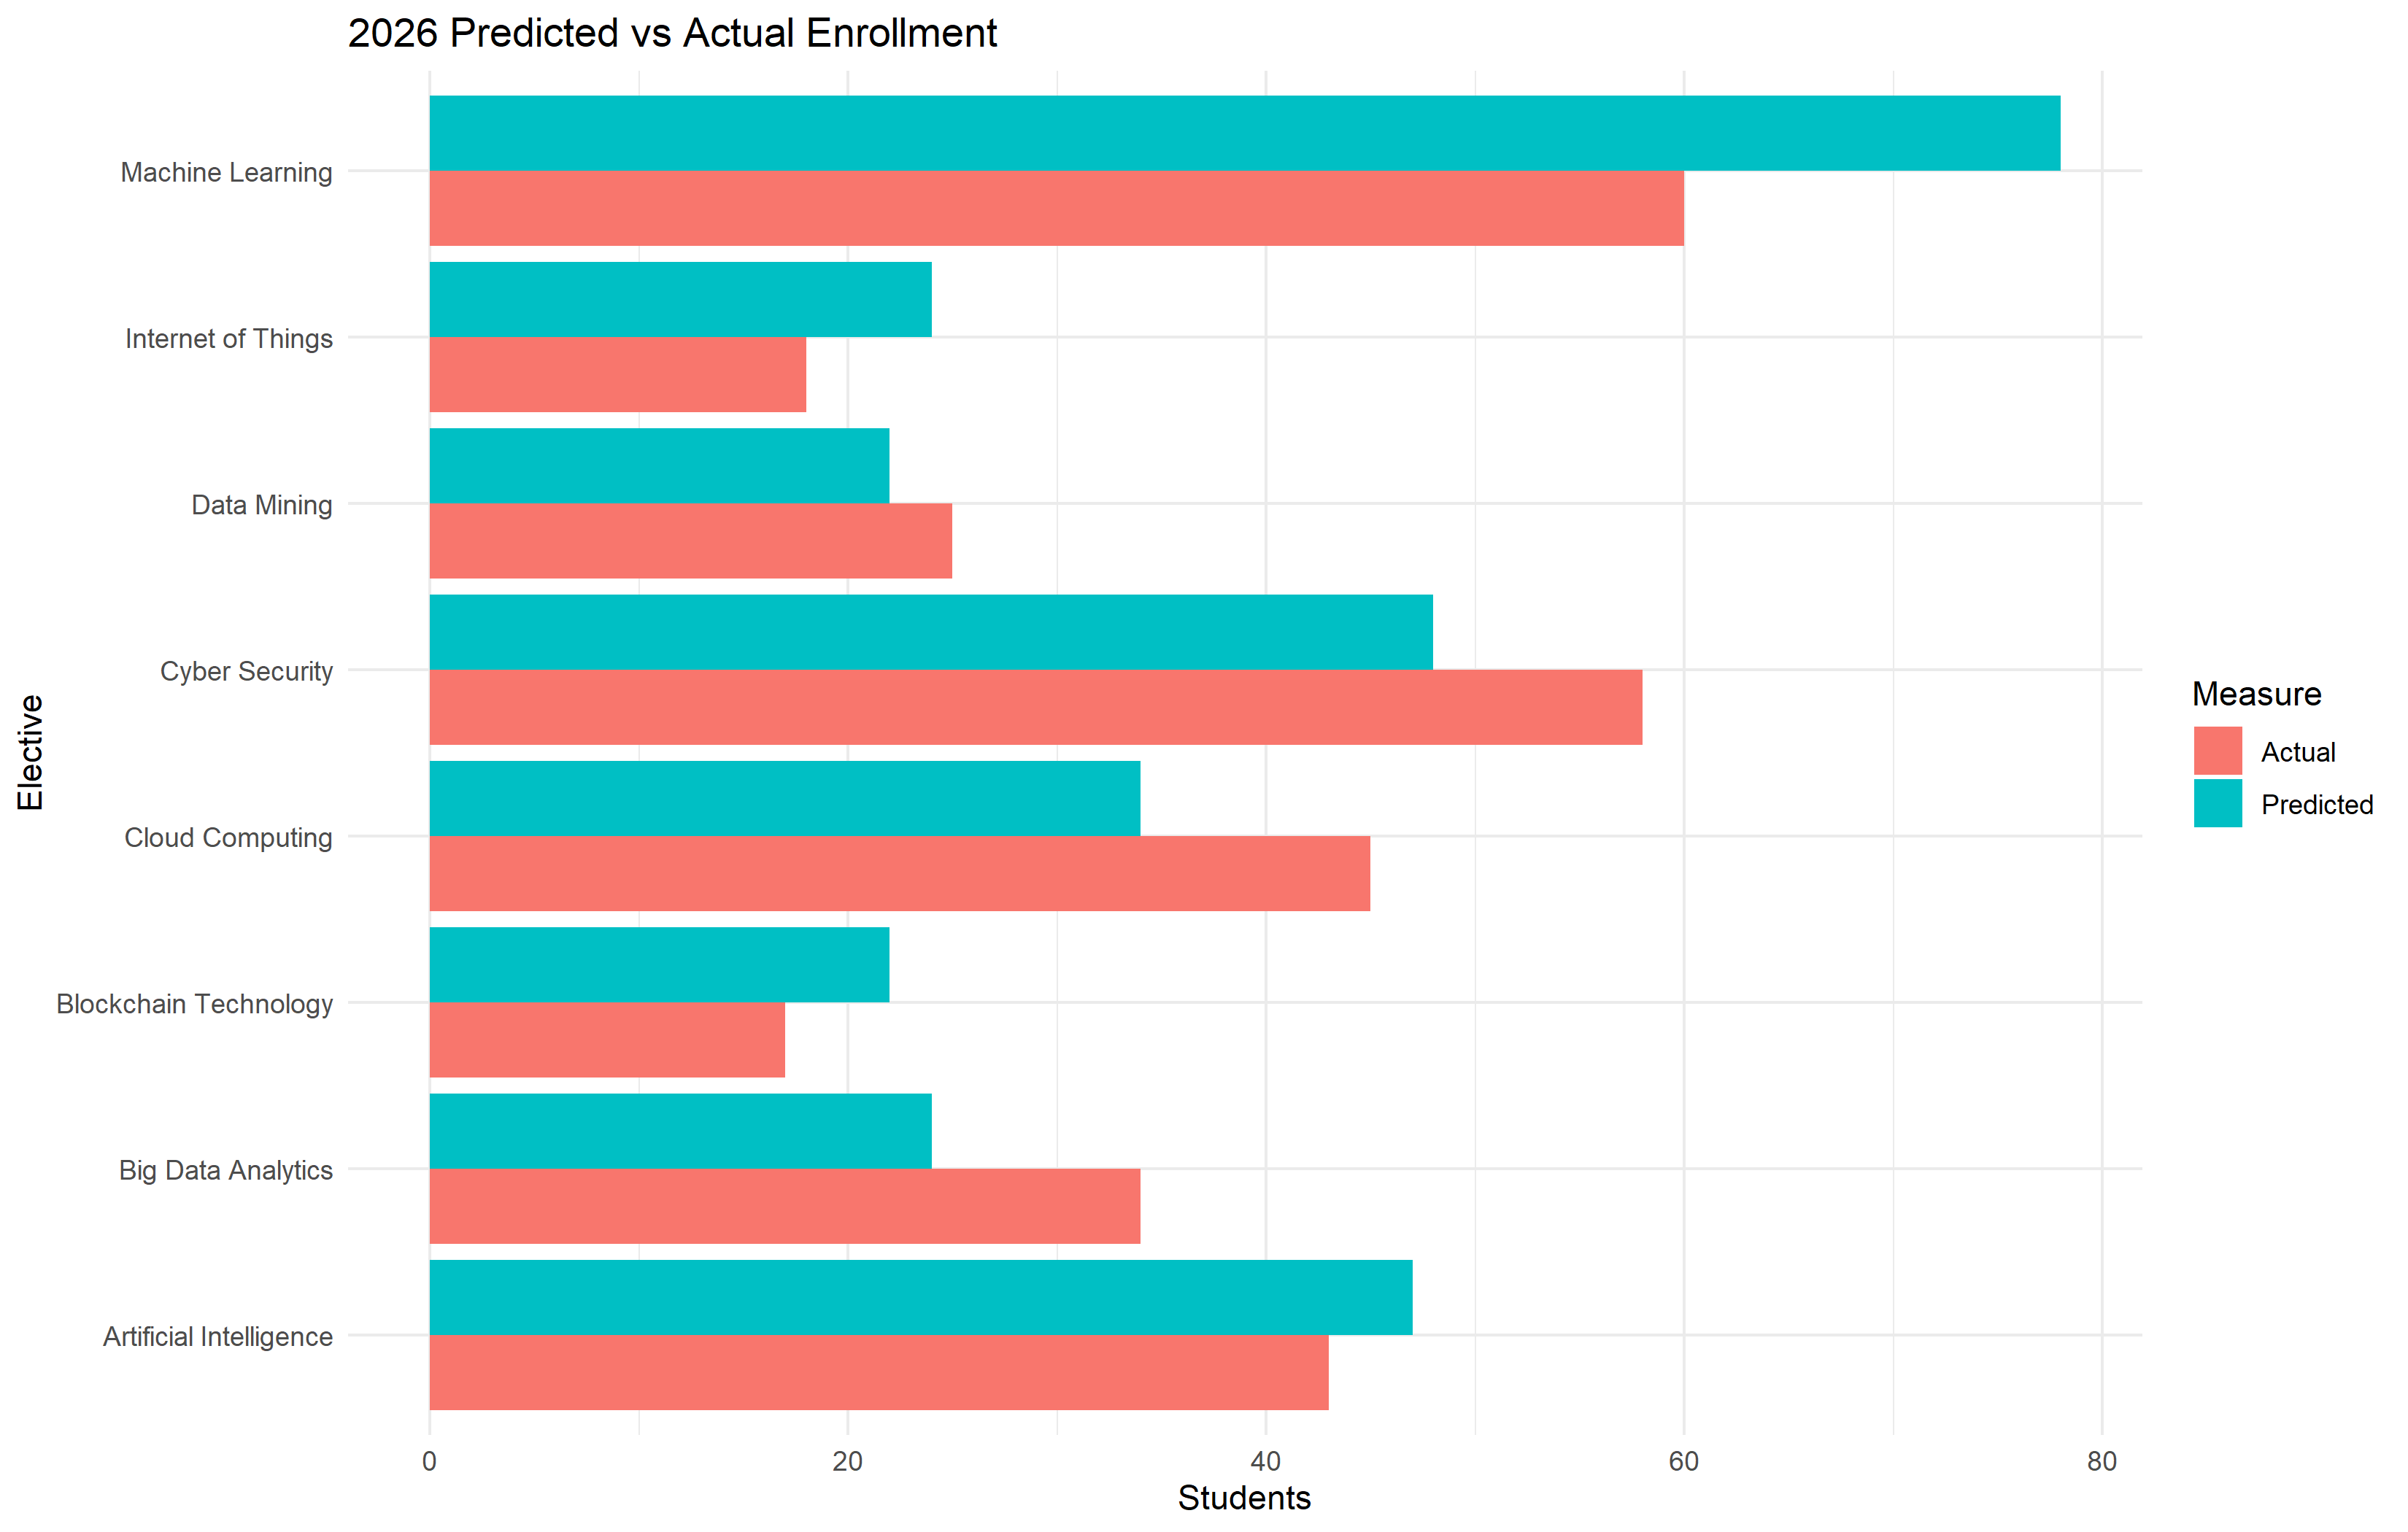 2026 Predicted vs Actual Enrollment
Elective
Machine Learning
Internet of Things
Data Mining
Cyber Security
Cloud Computing
Blockchain Technology
Big Data Analytics
Artificial Intelligence
0 20 40 60 80
Students
Measure
Actual
Predicted